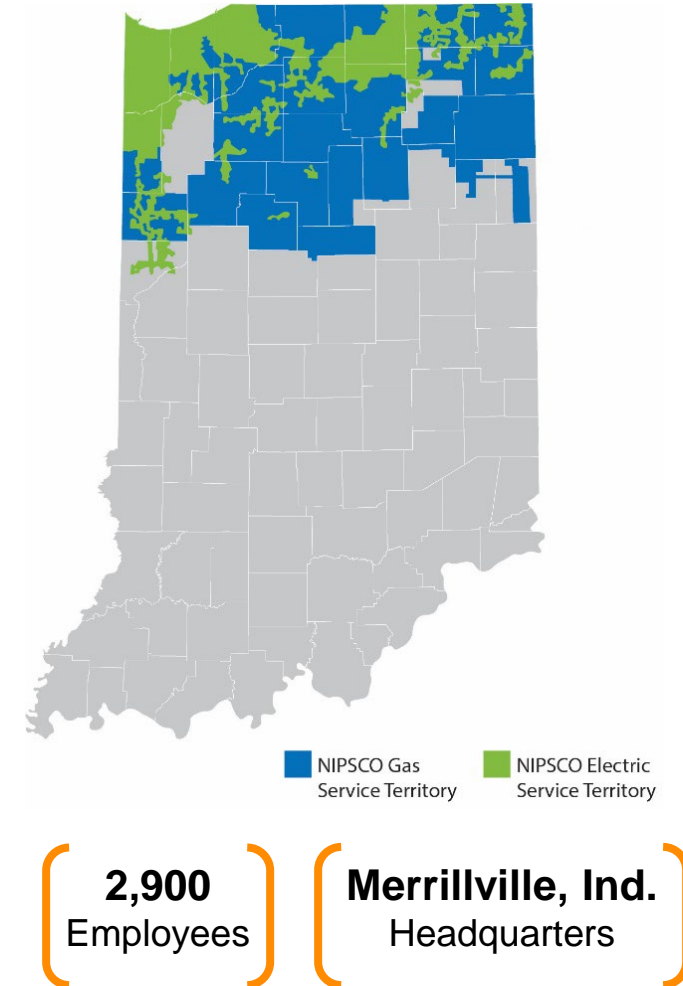 NIPSCO Gas
Service Territory
NIPSCO Electric
Service Territory
2,900
Employees
Merrillville, Ind.
Headquarters